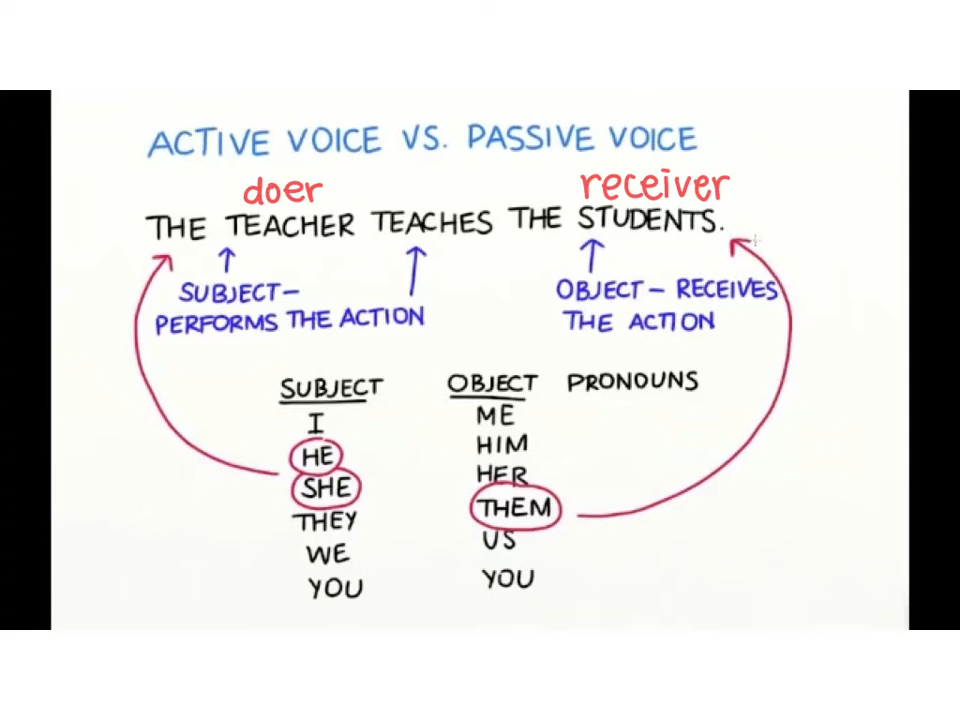 ACTIVE VOICE VS. PASSIVE VOICE
doer receiver
THE TEACHER TEACHES THE STUDENTS.
SUBJECT- OBJECT - RECEIVES
PERFORMS THE ACTION THE ACTION
SUBJECT OBJECT PRONOUNS
I ME
HE HIM
SHE HER
THEY THEM
WE US
YOU YOU